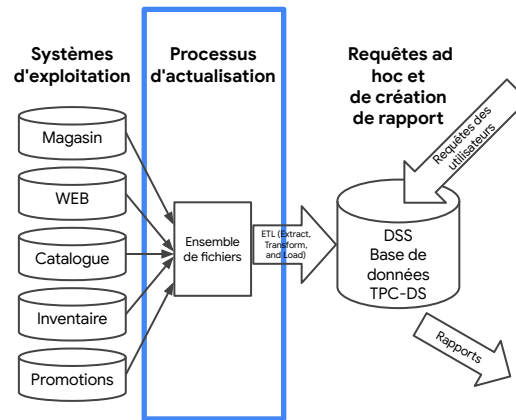 Systèmes
d'exploitation
Processus
d'actualisation
Requêtes ad
hoc et
de création
de rapport
Magasin
WEB
Catalogue
Inventaire
Promotions
Ensemble
de fichiers
ETL (Extract,
Transform,
and Load)
Requêtes des
utilisateurs
DSS
Base de
données
TPC-DS
Rapports